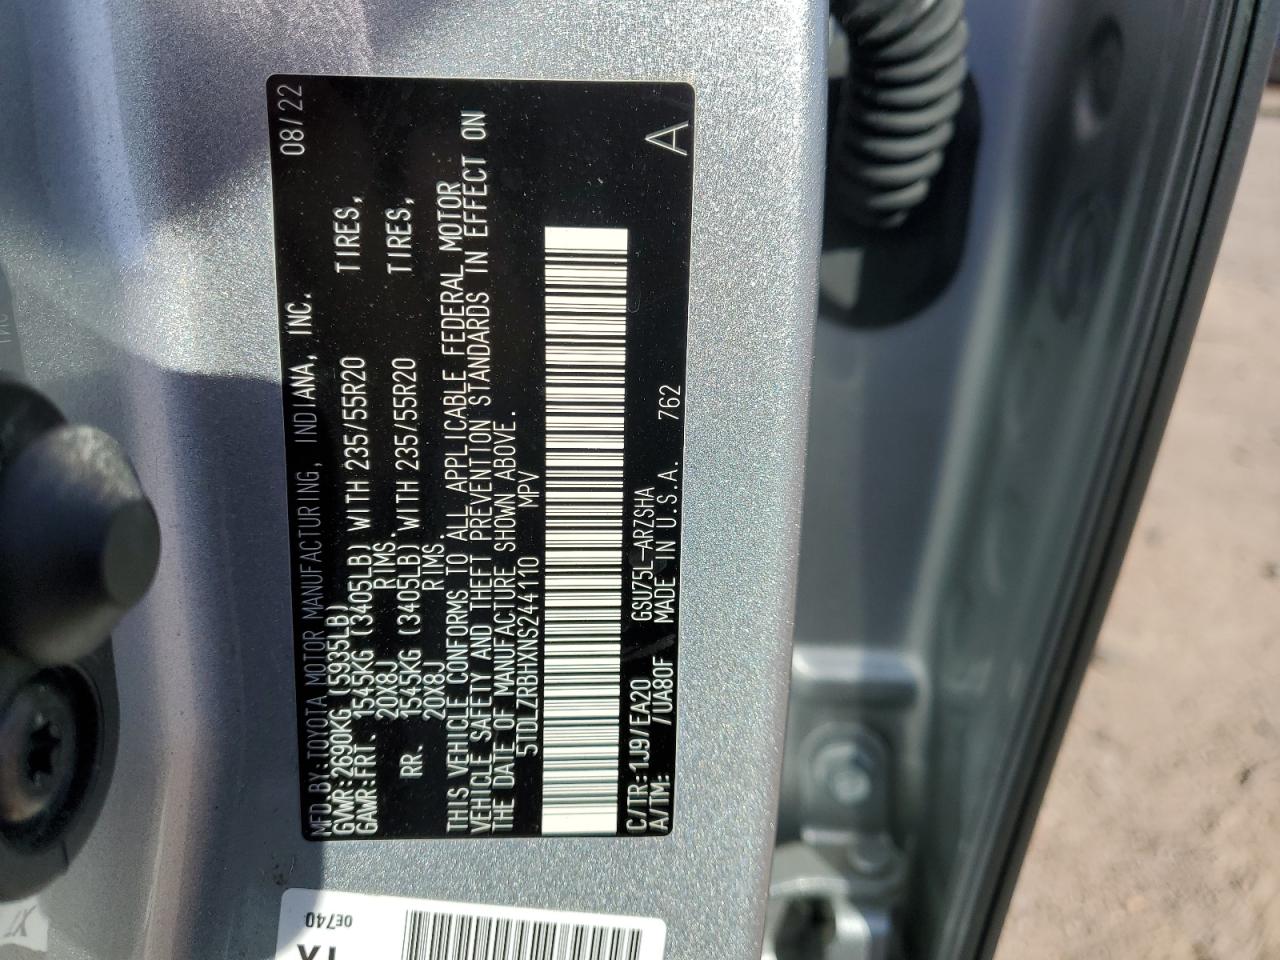 MFD.BY:TOYOTA MOTOR MANUFACTURING, INDIANA, INC. 08/22
GVWR:2690KG (5935LB)
GAWR:FRT. 1545KG (3405LB) WITH 235/55R20 TIRES,
20X8J RIMS.
RR. 1545KG (3405LB) WITH 235/55R20 TIRES,
20X8J RIMS.
THIS VEHICLE CONFORMS TO ALL APPLICABLE FEDERAL MOTOR
VEHICLE SAFETY AND THEFT PREVENTION STANDARDS IN EFFECT ON
THE DATE OF MANUFACTURE SHOWN ABOVE.
5TDLZRBHXNS244110 MPV
C/TR:1J9/EA20 GSU75L-ARZSHA
A/TM: /UA80F MADE IN U.S.A. 762 A
0E740